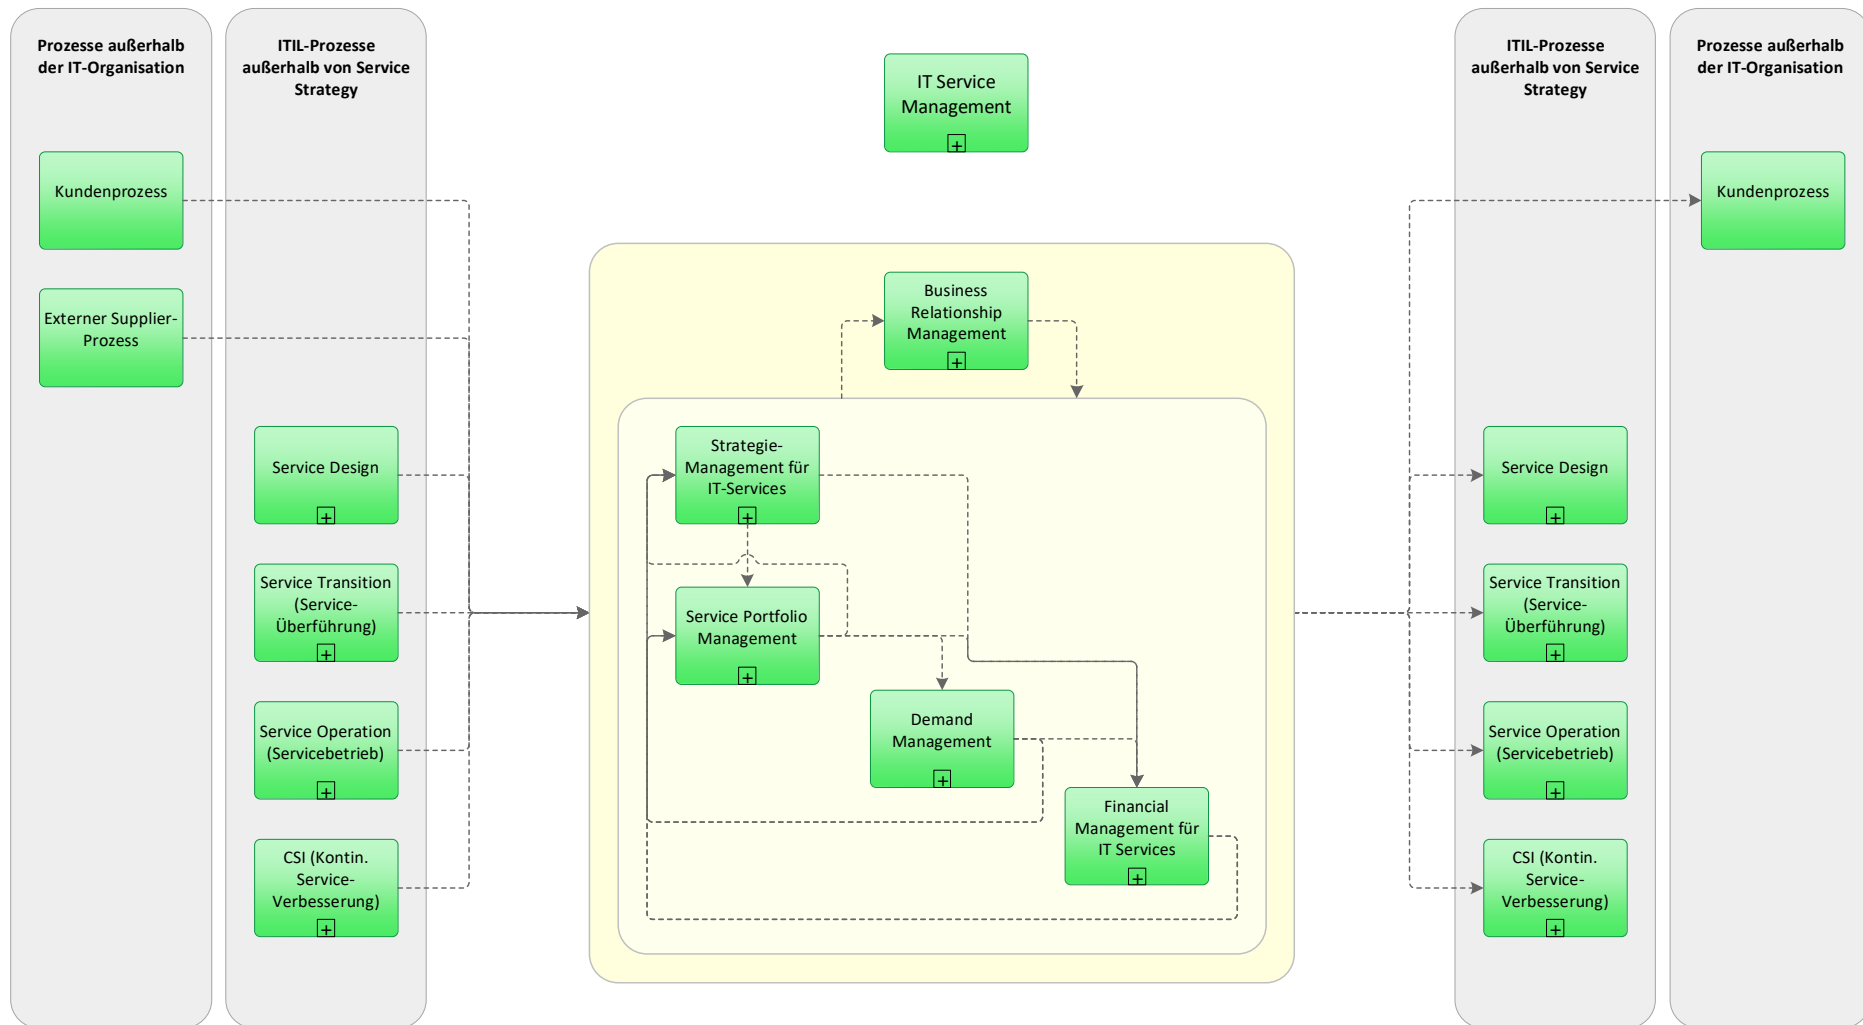 Prozesse außerhalb
der IT-Organisation
Kundenprozess
Externer Supplier-
Prozess
ITIL-Prozesse
außerhalb von Service
Strategy
Service Design
Service Transition
(Service-
Überführung)
Service Operation
(Servicebetrieb)
CSI (Kontin.
Service-
Verbesserung)
IT Service
Management
Business
Relationship
Management
Strategie-
Management für
IT-Services
Service Portfolio
Management
Demand
Management
Financial
Management für
IT Services
ITIL-Prozesse
außerhalb von Service
Strategy
Service Design
Service Transition
(Service-
Überführung)
Service Operation
(Servicebetrieb)
CSI (Kontin.
Service-
Verbesserung)
Prozesse außerhalb
der IT-Organisation
Kundenprozess